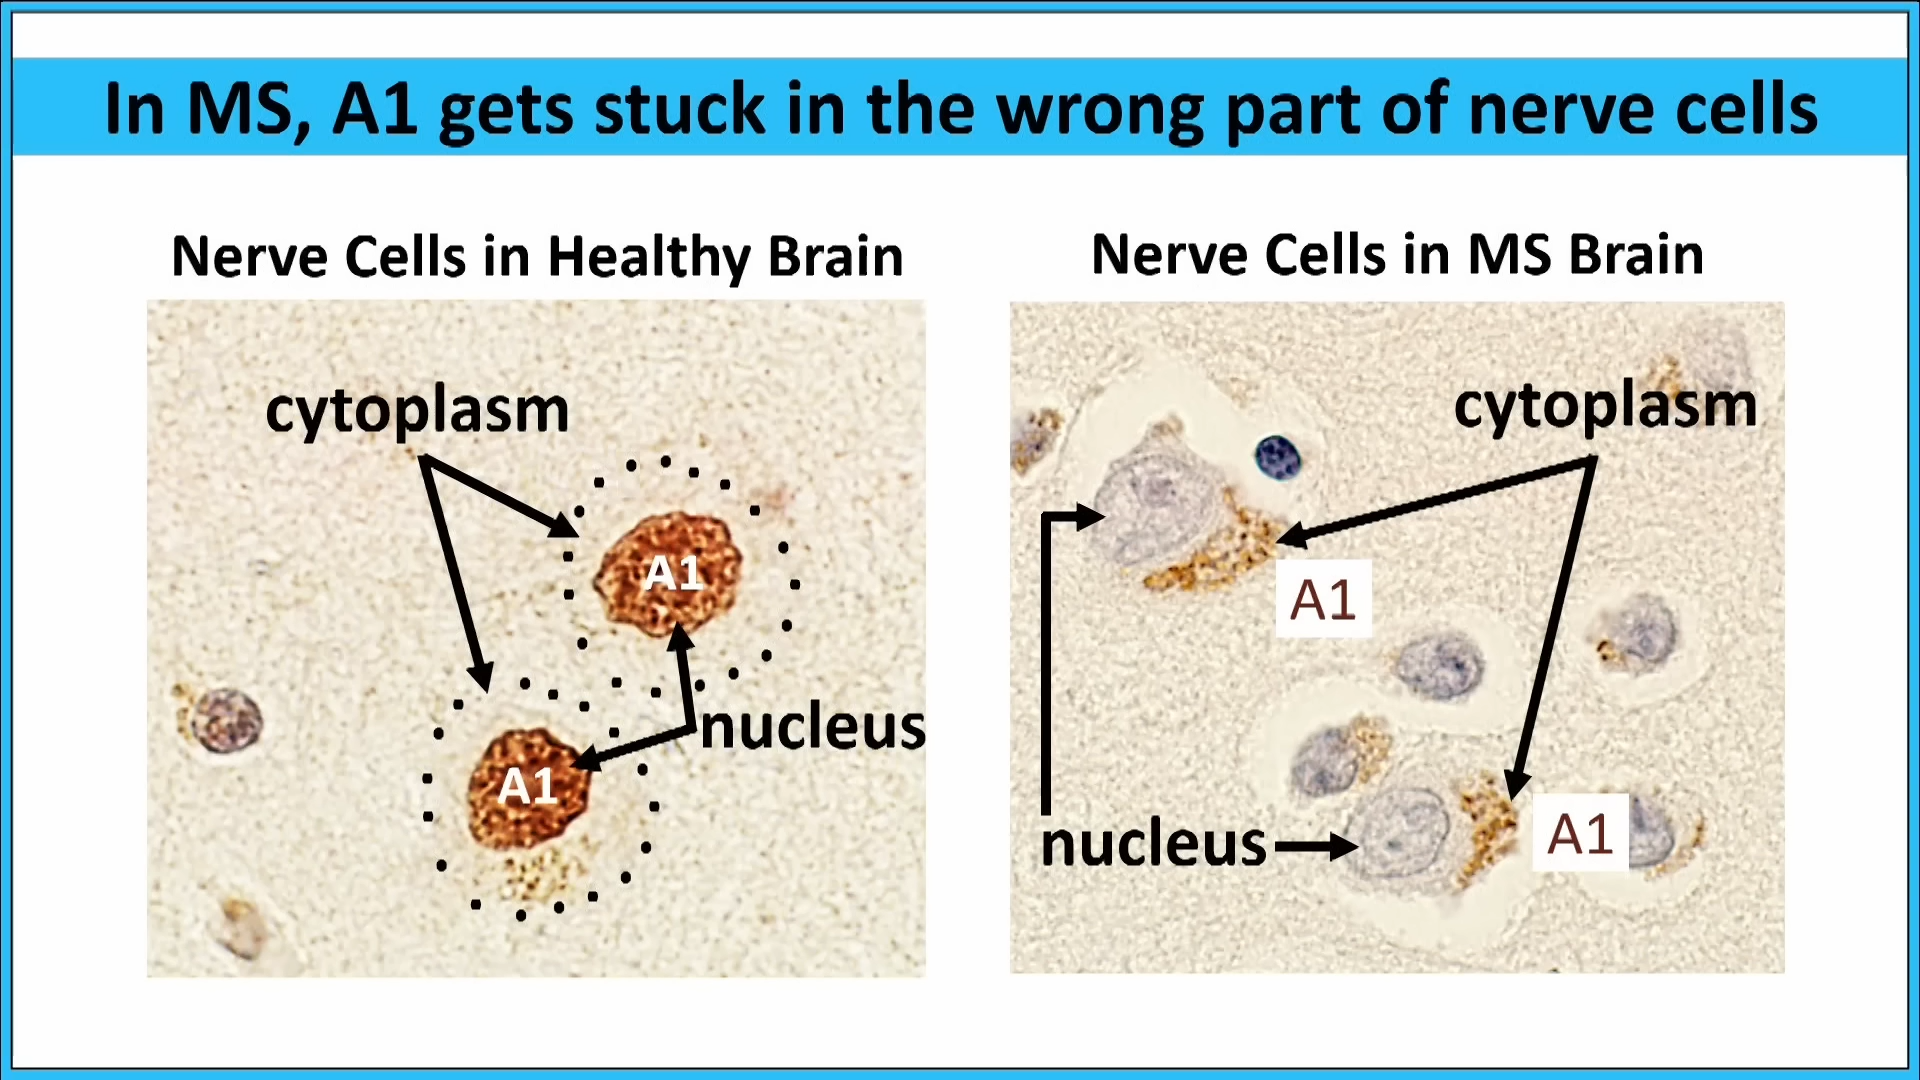 In MS, A1 gets stuck in the wrong part of nerve cells
Nerve Cells in Healthy Brain
cytoplasm
A1
nucleus
A1
Nerve Cells in MS Brain
cytoplasm
A1
nucleus
A1